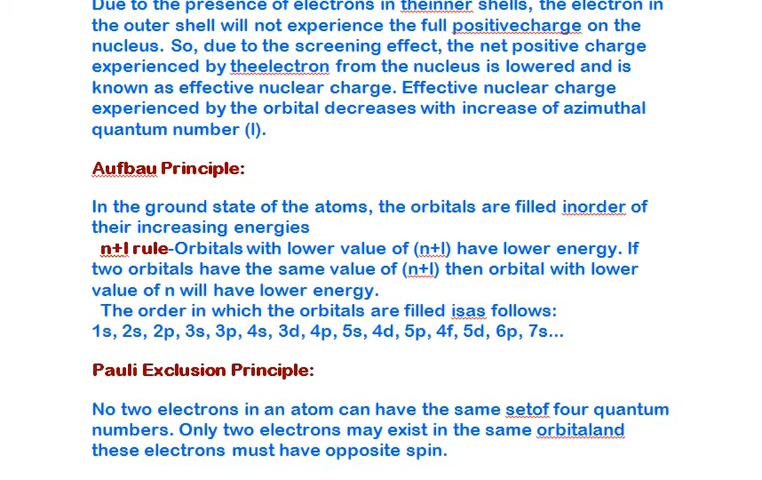 Due to the presence of electrons in theinner shells, the electron in
the outer shell will not experience the full positivecharge on the
nucleus. So, due to the screening effect, the net positive charge
experienced by theelectron from the nucleus is lowered and is
known as effective nuclear charge. Effective nuclear charge
experienced by the orbital decreases with increase of azimuthal
quantum number (l).
Aufbau Principle:
In the ground state of the atoms, the orbitals are filled inorder of
their increasing energies
n+l rule-Orbitals with lower value of (n+l) have lower energy. If
two orbitals have the same value of (n+l) then orbital with lower
value of n will have lower energy.
The order in which the orbitals are filled isas follows:
1s, 2s, 2p, 3s, 3p, 4s, 3d, 4p, 5s, 4d, 5p, 4f, 5d, 6p, 7s...
Pauli Exclusion Principle:
No two electrons in an atom can have the same setof four quantum
numbers. Only two electrons may exist in the same orbitaland
these electrons must have opposite spin.